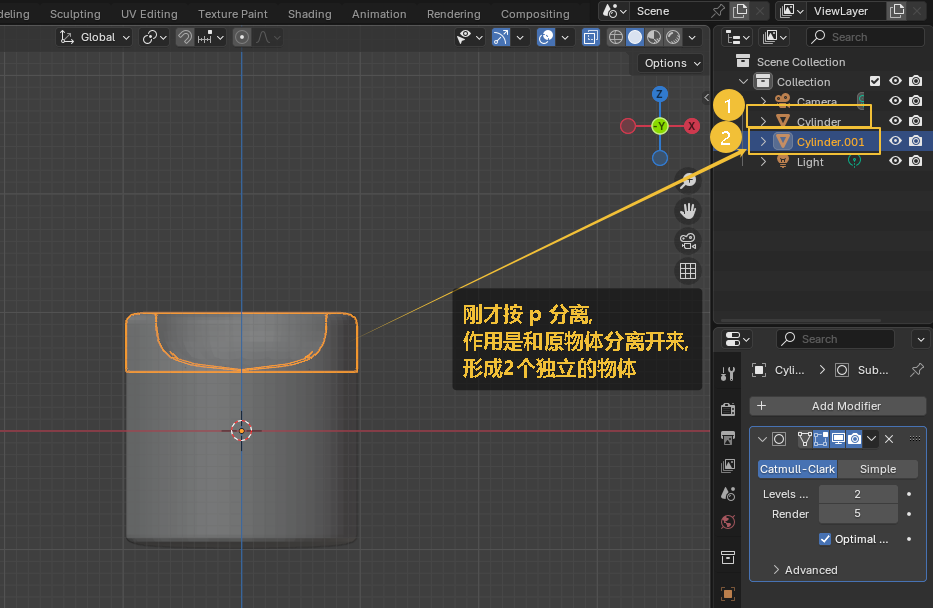 deling Sculpting UV Editing Texture Paint Shading Animation Rendering Compositing Scene ViewLayer
Global
Search
Options
Scene Collection
Collection
Camera
1
Cylinder
2
Cylinder.001
Light
Z
-Y
X
刚才按 p 分离,
作用是和原物体分离开来,
形成2个独立的物体
Search
Cyli... Sub...
+ Add Modifier
Catmull-Clark Simple
Levels ... 2
Render 5
Optimal ...
Advanced